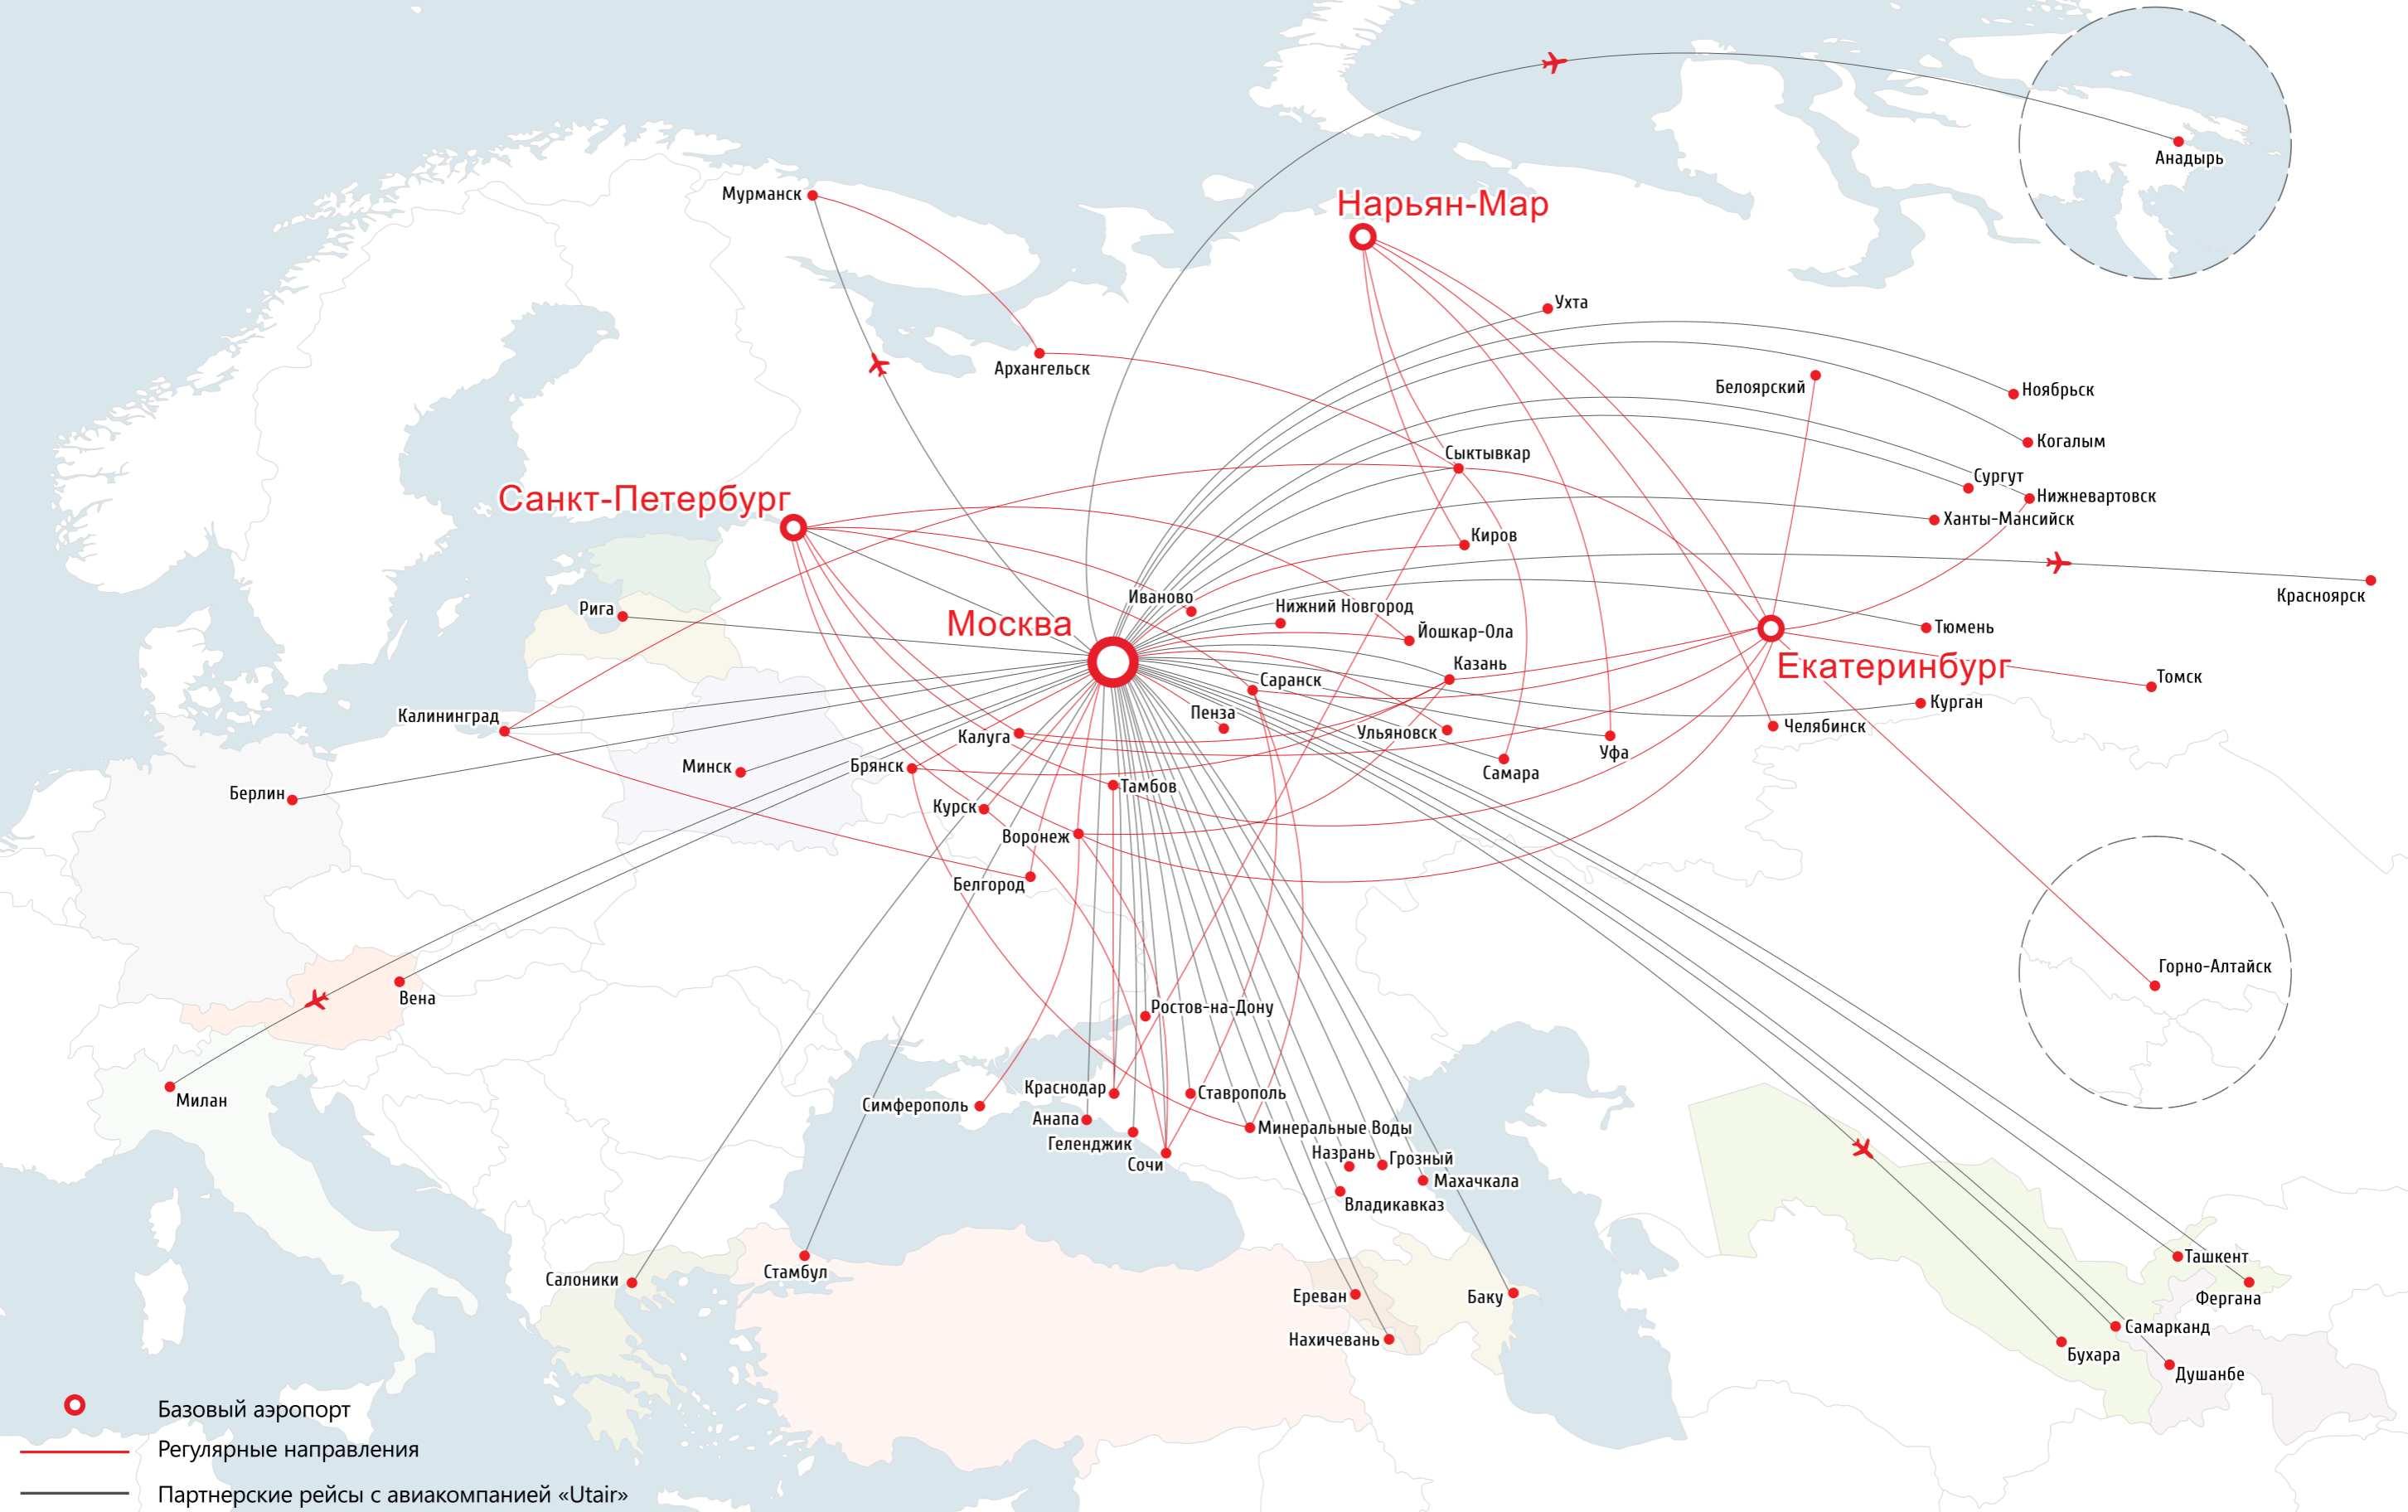 Анадырь
Мурманск
Нарьян-Мар
Ухта
Архангельск
Белоярский
Ноябрьск
Когалым
Сыктывкар
Сургут
Нижневартовск
Санкт-Петербург
Ханты-Мансийск
Киров
Красноярск
Рига
Иваново
Нижний Новгород
Москва
Йошкар-Ола
Тюмень
Казань
Екатеринбург
Саранск
Томск
Калининград
Пенза
Курган
Калуга
Ульяновск
Челябинск
Уфа
Минск
Брянск
Самара
Берлин
Тамбов
Курск
Воронеж
Белгород
Горно-Алтайск
Вена
Ростов-на-Дону
Милан
Краснодар
Ставрополь
Симферополь
Анапа
Минеральные Воды
Геленджик
Назрань
Грозный
Сочи
Махачкала
Владикавказ
Ташкент
Стамбул
Салоники
Ереван
Баку
Фергана
Самарканд
Нахичевань
Бухара
Душанбе
Базовый аэропорт
Регулярные направления
Партнерские рейсы с авиакомпанией «Utair»